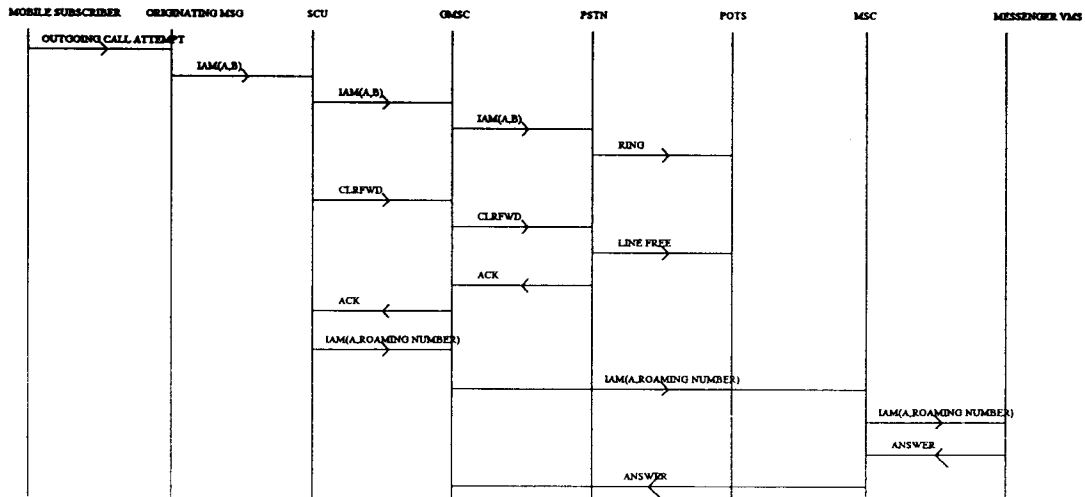 MOBILE SUBSCRIBER ORIGINATING MSG SCU GMSC PSTN POTS MSC MESSENGER VMS
OUTGOING CALL ATTEMPT
IAM(A,B)
IAM(A,B)
IAM(A,B)
RING
CLRFWD
CLRFWD
LINE FREE
ACK
ACK
IAM(A,ROAMING NUMBER)
IAM(A,ROAMING NUMBER)
IAM(A,ROAMING NUMBER)
ANSWER
ANSWER